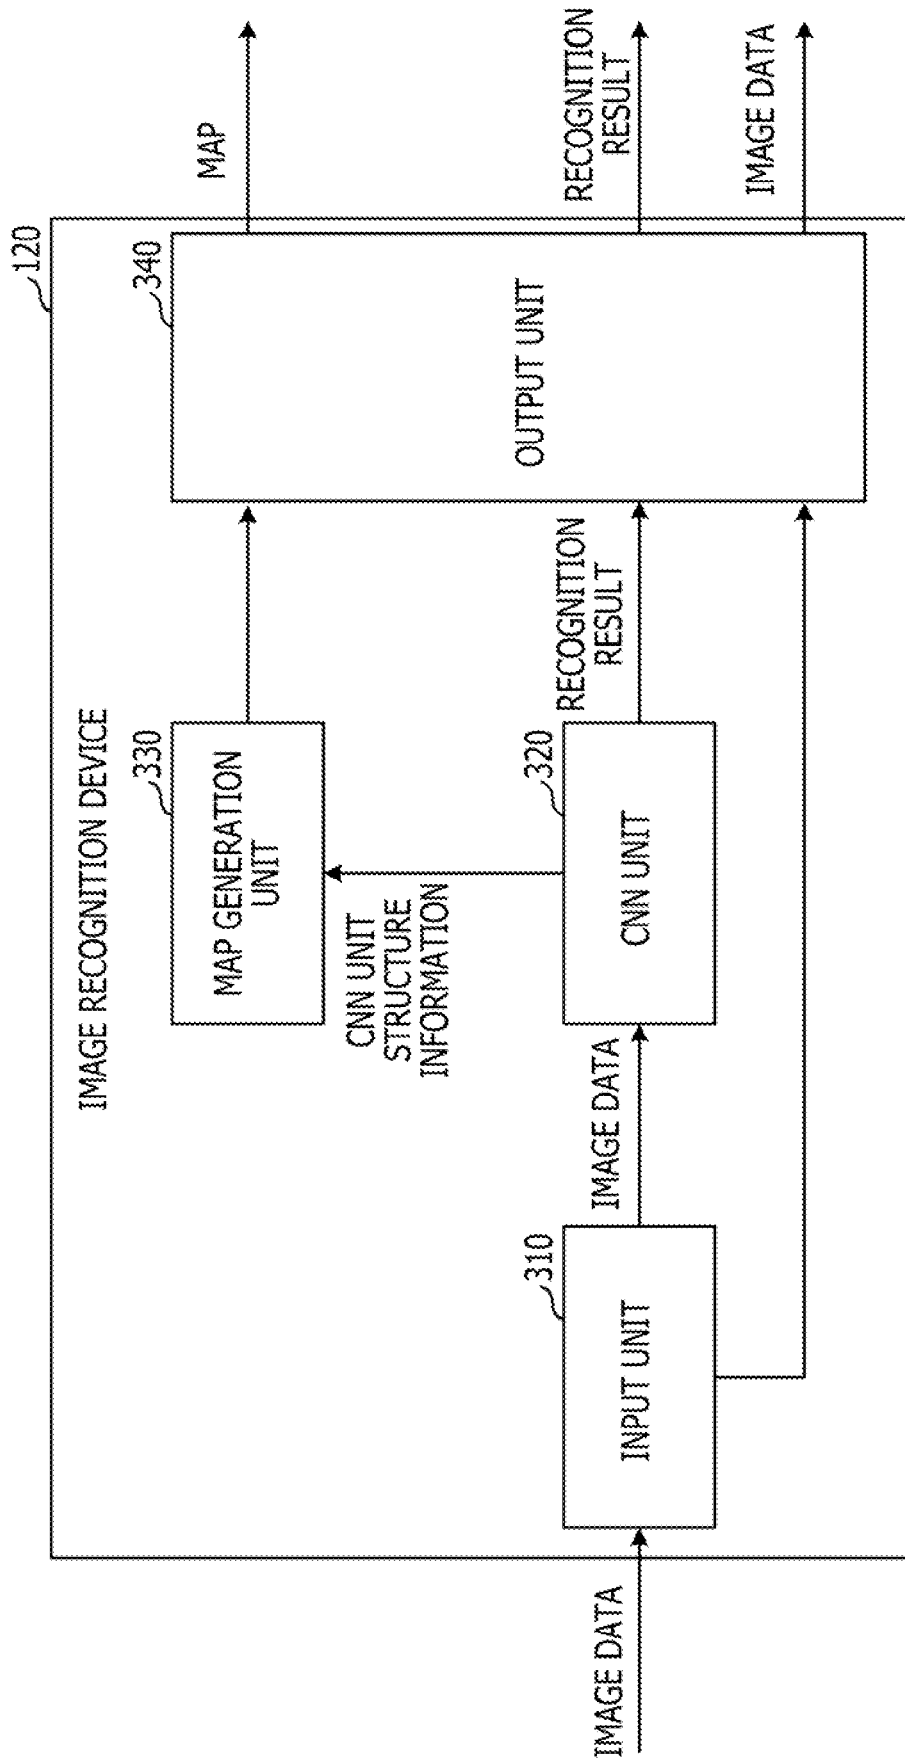 120
IMAGE RECOGNITION DEVICE
330
MAP GENERATION
UNIT
340
OUTPUT UNIT
MAP
CNN UNIT
STRUCTURE
INFORMATION
IMAGE DATA
310
INPUT UNIT
IMAGE DATA
320
CNN UNIT
RECOGNITION
RESULT
RECOGNITION
RESULT
IMAGE DATA